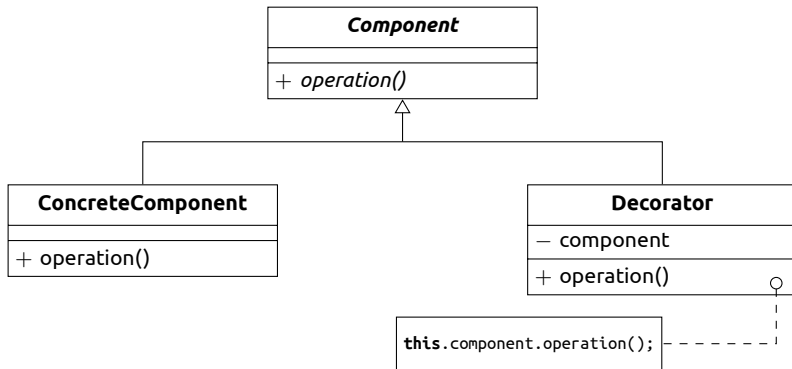 Component
+ operation()
ConcreteComponent
+ operation()
Decorator
− component
+ operation()
this.component.operation();